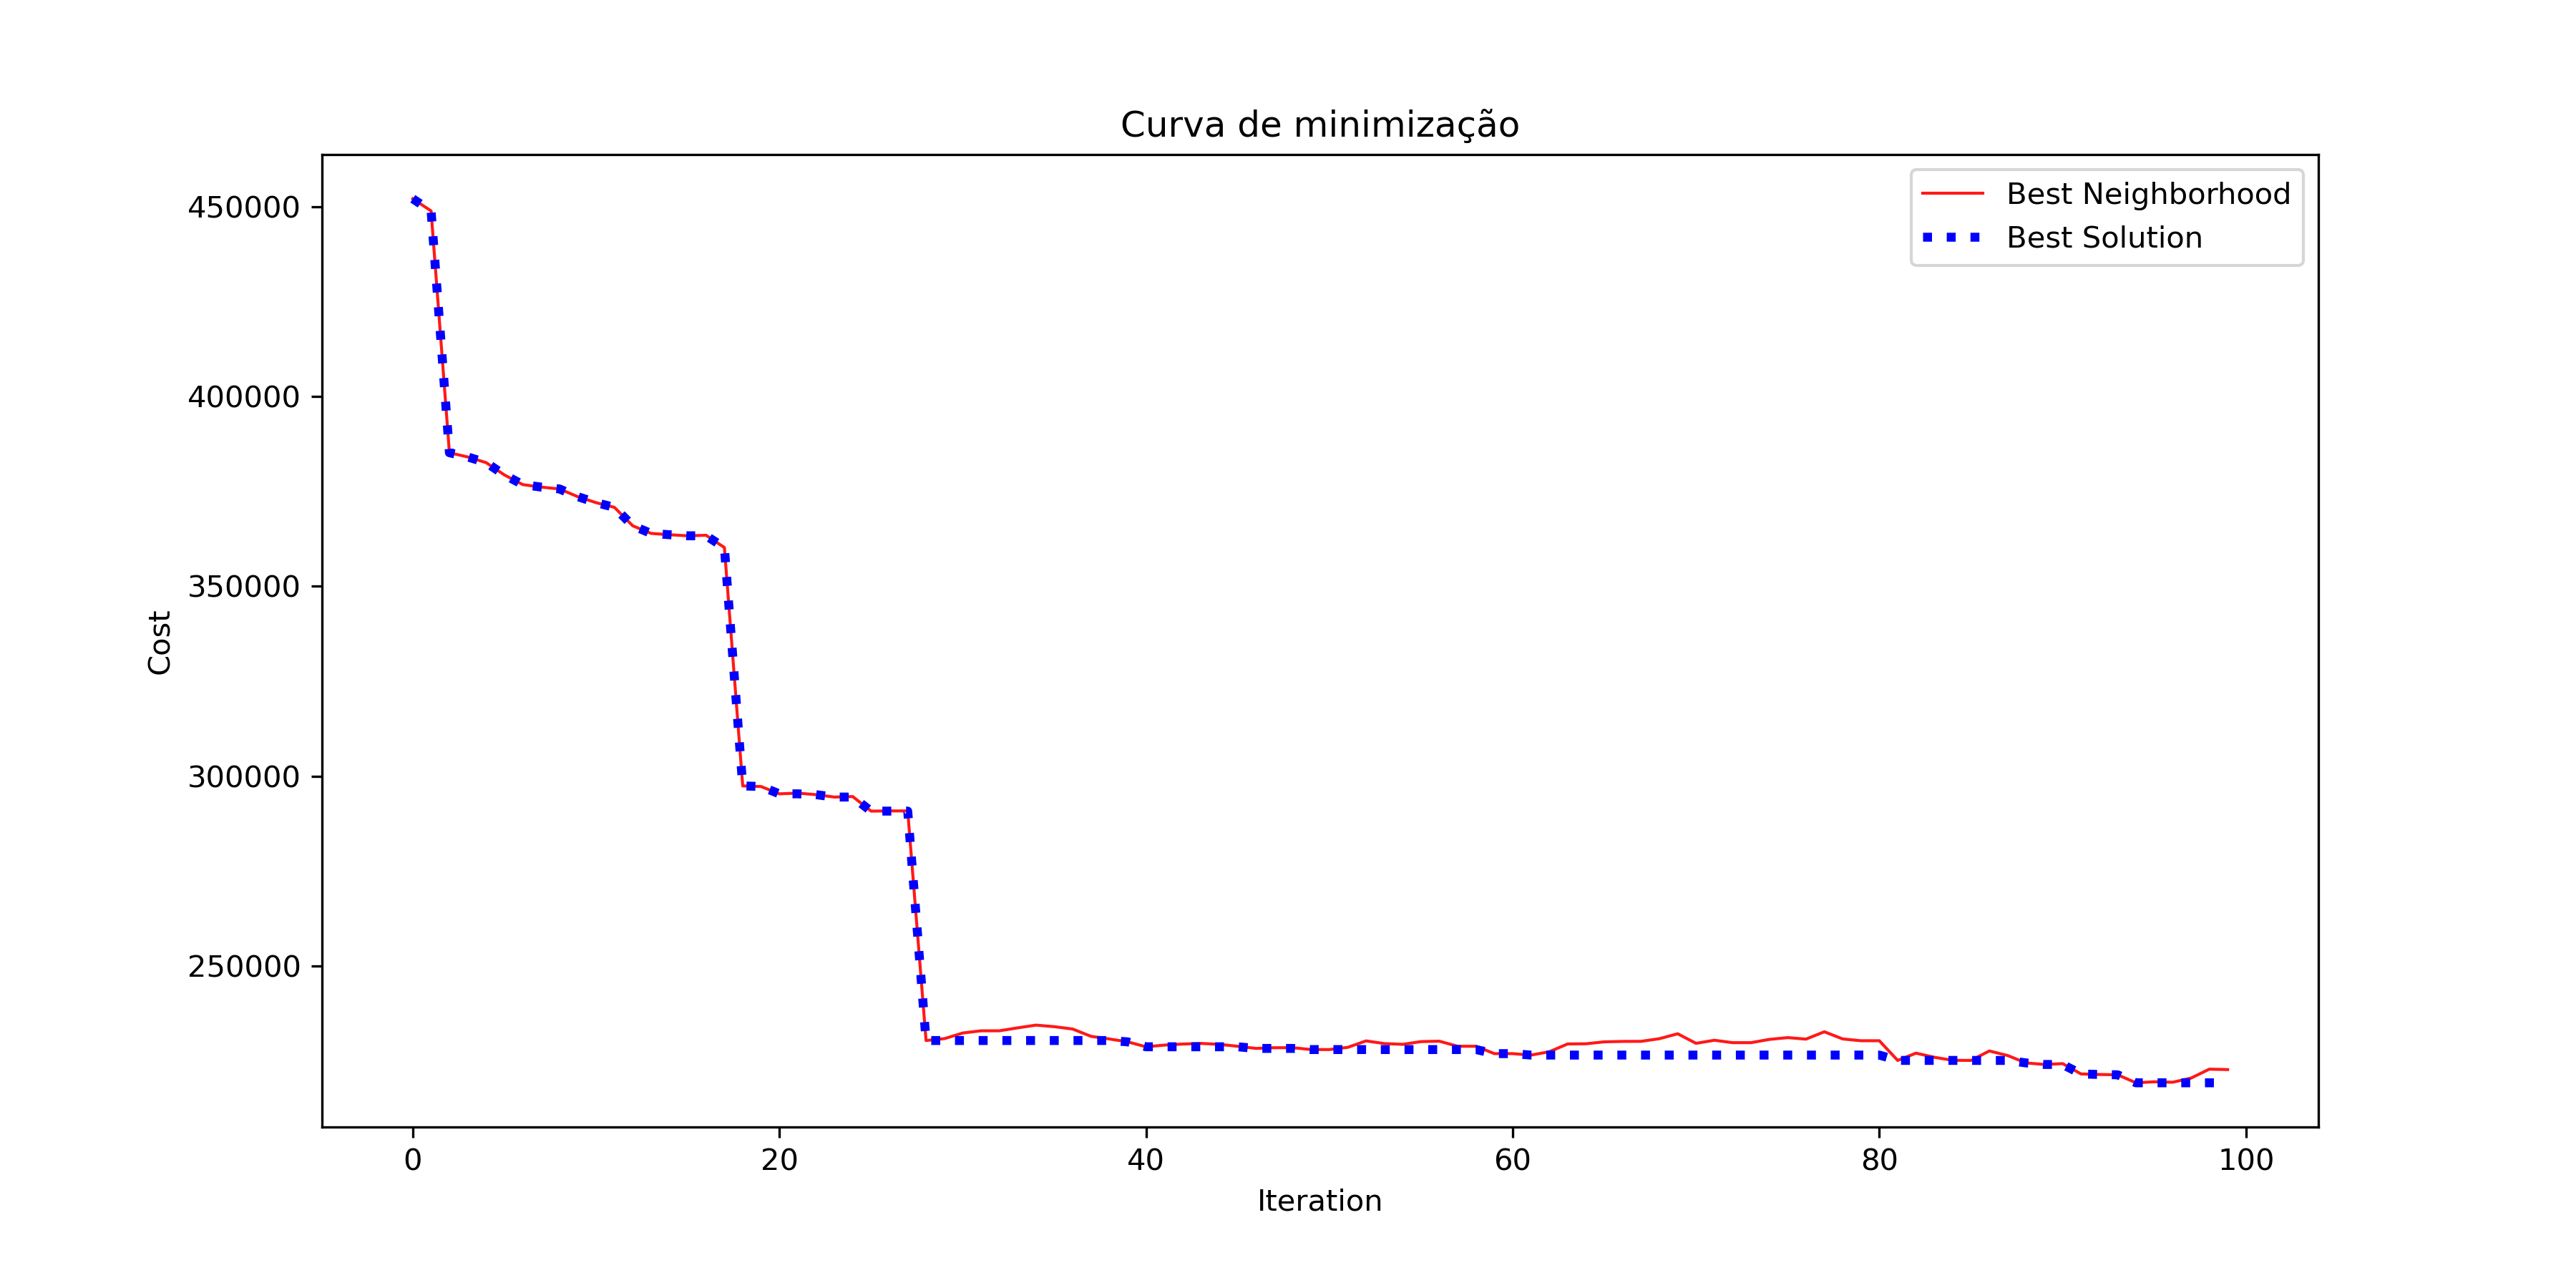 Curva de minimização
Best Neighborhood
Best Solution
450000
400000
350000
300000
250000
Cost
0 20 40 60 80 100
Iteration